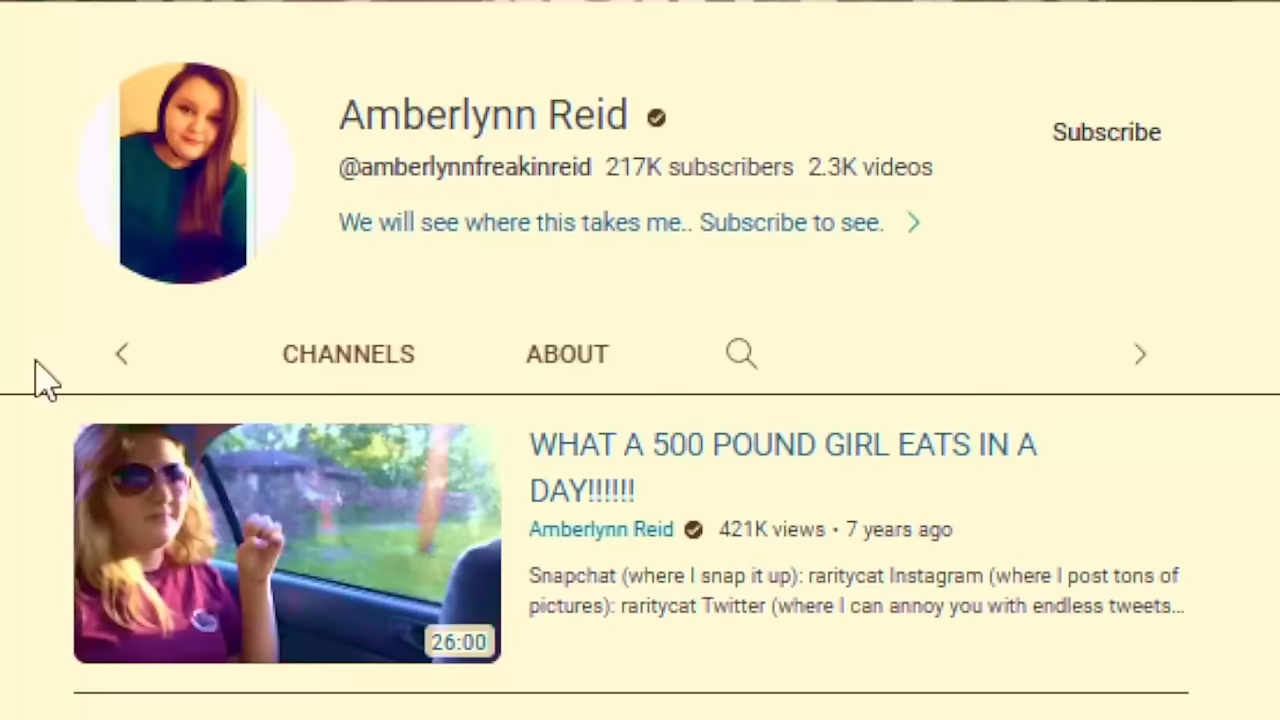 Amberlynn Reid
Subscribe
@amberlynnfreakinreid 217K subscribers 2.3K videos
We will see where this takes me.. Subscribe to see.
CHANNELS ABOUT
WHAT A 500 POUND GIRL EATS IN A
DAY!!!!!!
Amberlynn Reid 421K views • 7 years ago
Snapchat (where I snap it up): raritycat Instagram (where I post tons of
pictures): raritycat Twitter (where I can annoy you with endless tweets...
26:00